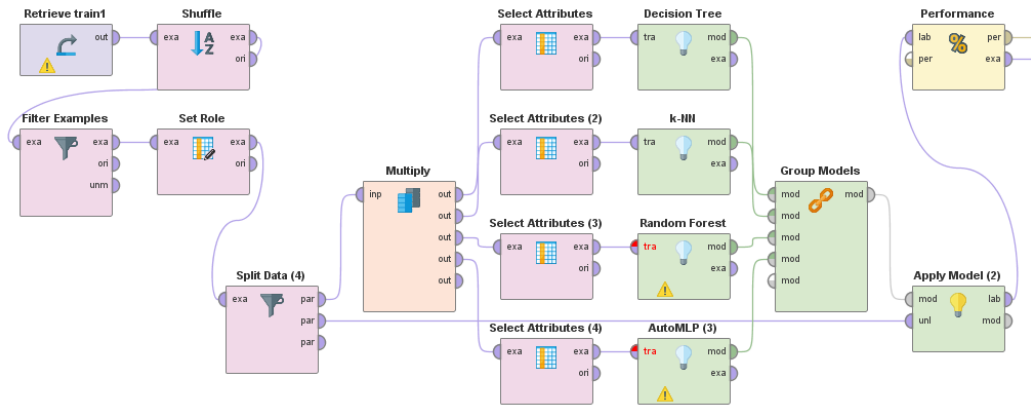 Retrieve train1
out
Shuffle
exa exa
ori
Filter Examples
exa exa
ori
unm
Set Role
exa exa
ori
Split Data (4)
exa par
par
par
Multiply
inp out
out
out
out
out
Select Attributes
exa exa
ori
Decision Tree
tra mod
exa
Select Attributes (2)
exa exa
ori
k-NN
tra mod
exa
Select Attributes (3)
exa exa
ori
Random Forest
tra mod
exa
Select Attributes (4)
exa exa
ori
AutoMLP (3)
tra mod
exa
Group Models
mod mod
mod
mod
mod
mod
Performance
lab % per
per exa
Apply Model (2)
mod lab
unl mod